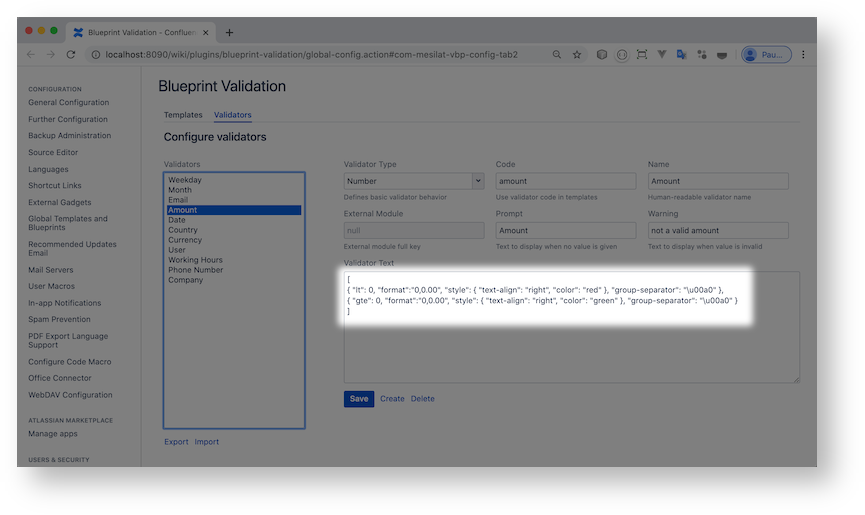 Blueprint Validation - Confluen
localhost:8090/wiki/plugins/blueprint-validation/global-config.action#com-mesilat-vbp-config-tab2
Pau...
CONFIGURATION
General Configuration
Further Configuration
Backup Administration
Source Editor
Languages
Shortcut Links
External Gadgets
Global Templates and
Blueprints
Recommended Updates
Email
Mail Servers
User Macros
In-app Notifications
Spam Prevention
PDF Export Language
Support
Configure Code Macro
Office Connector
WebDAV Configuration
ATLASSIAN MARKETPLACE
Manage apps
USERS & SECURITY
Blueprint Validation
Templates Validators
Configure validators
Validators
Weekday
Month
Email
Amount
Date
Country
Currency
User
Working Hours
Phone Number
Company
Export Import
Validator Type Code Name
Number amount Amount
Defines basic validator behavior Use validator code in templates Human-readable validator name
External Module Prompt Warning
null Amount not a valid amount
External module full key Text to display when no value is given Text to display when value is invalid
Validator Text
[
{ "lt": 0, "format":"0,0.00", "style": { "text-align": "right", "color": "red" }, "group-separator": "\u00a0" },
{ "gte": 0, "format":"0,0.00", "style": { "text-align": "right", "color": "green" }, "group-separator": "\u00a0" }
]
Save Create Delete